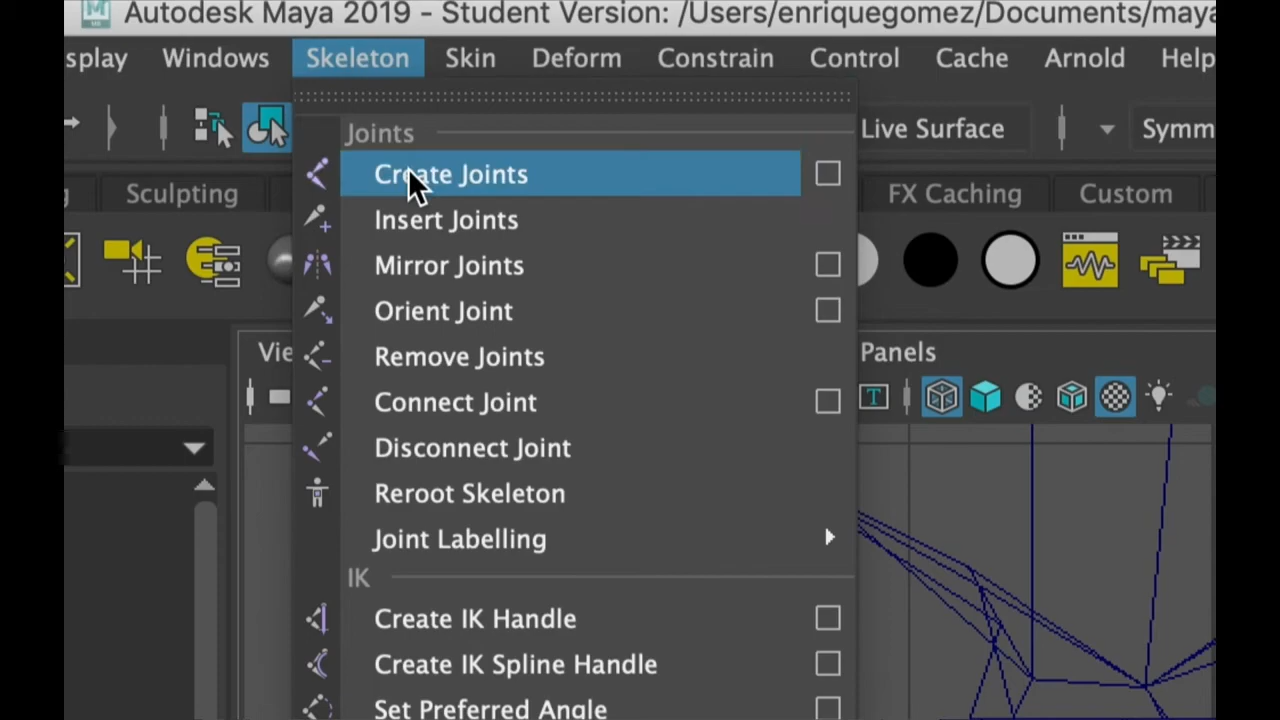 Autodesk Maya 2019 - Student Version: /Users/enriquegomez/Documents/maya
splay Windows Skeleton Skin Deform Constrain Control Cache Arnold Help
Live Surface Symm
Sculpting FX Caching Custom
Joints
Create Joints
Insert Joints
Mirror Joints
Orient Joint
Vie Panels
Remove Joints
Connect Joint
Disconnect Joint
Reroot Skeleton
Joint Labelling
IK
Create IK Handle
Create IK Spline Handle
Set Preferred Angle